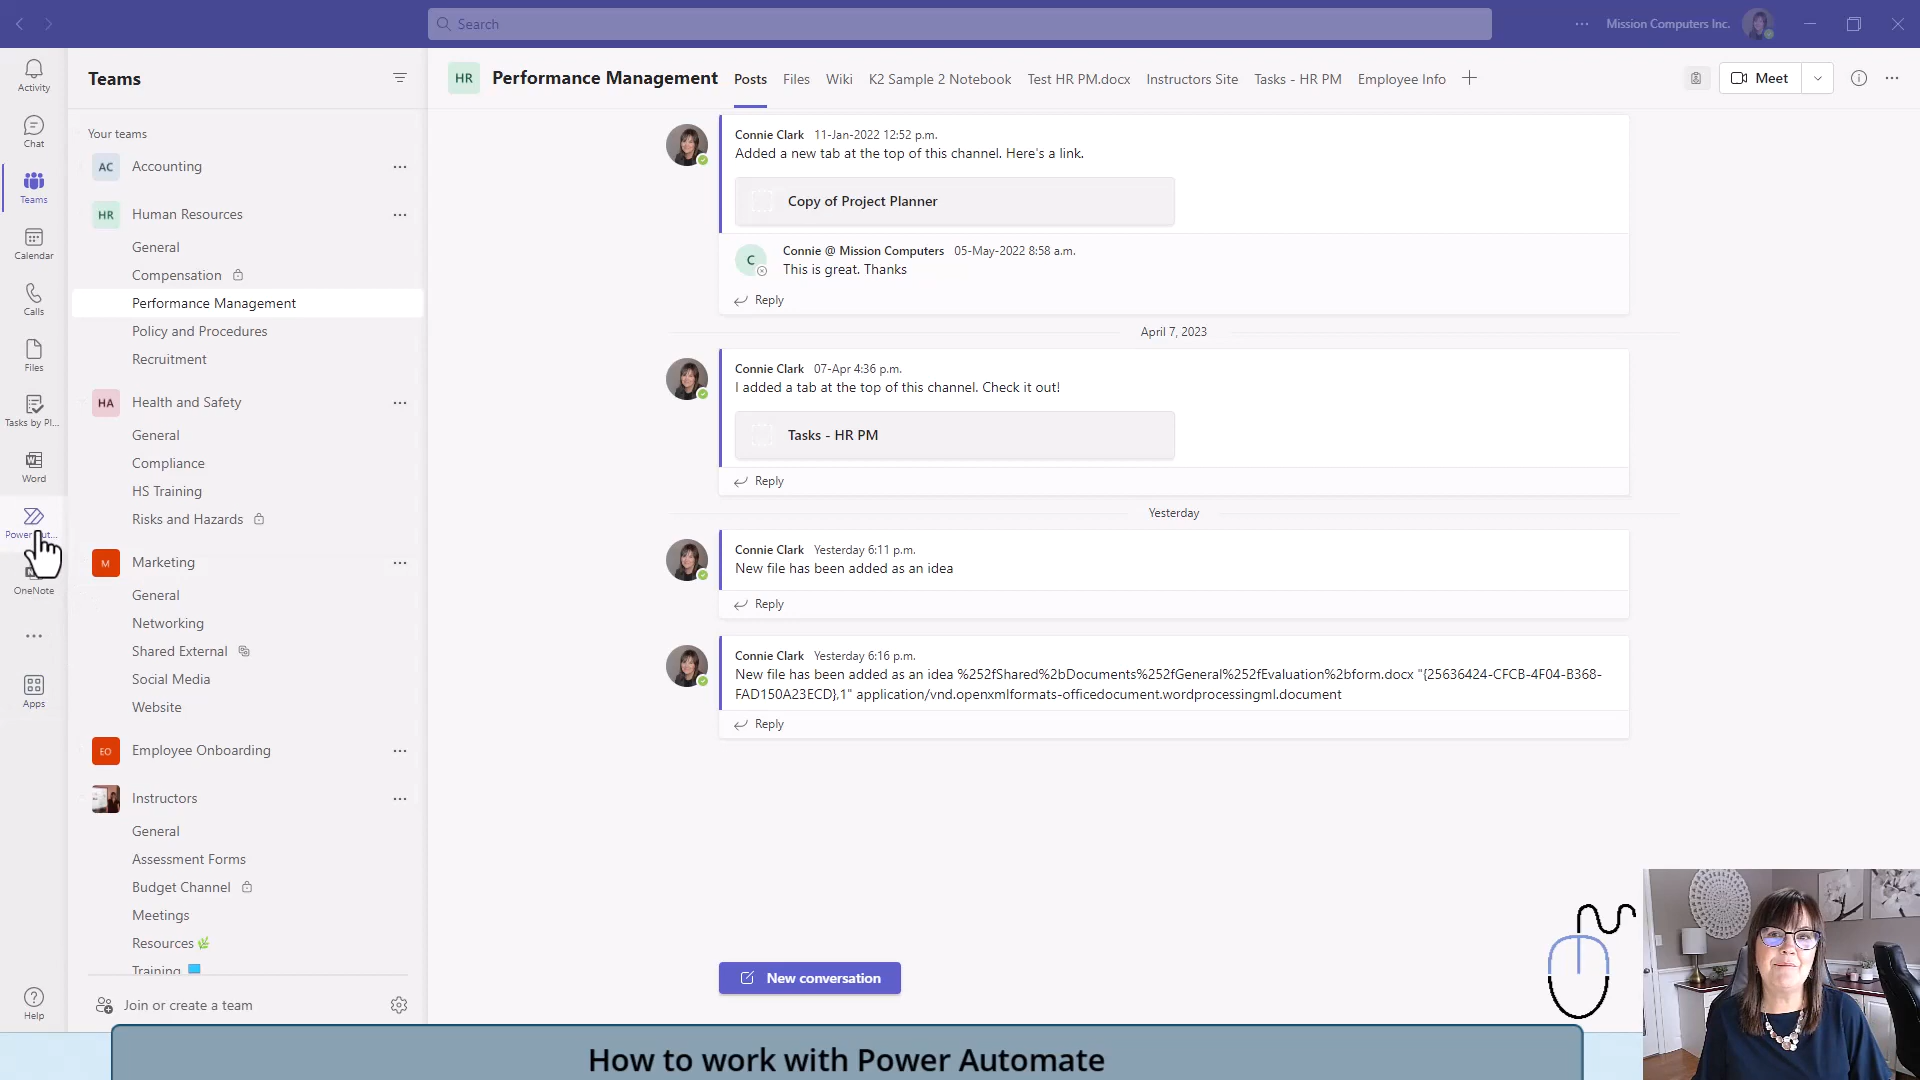 Search
Mission Computers Inc.
Activity
Chat
Teams
Calendar
Calls
Files
Tasks by Pl...
Word
OneNote
Apps
Help
Teams
Your teams
AC Accounting
HR Human Resources
General
Compensation
Performance Management
Policy and Procedures
Recruitment
HA Health and Safety
General
Compliance
HS Training
Risks and Hazards
M Marketing
General
Networking
Shared External
Social Media
Website
EO Employee Onboarding
Instructors
General
Assessment Forms
Budget Channel
Meetings
Resources
Training
Join or create a team
HR Performance Management Posts Files Wiki K2 Sample 2 Notebook Test HR PM.docx Instructors Site Tasks - HR PM Employee Info
Meet
Connie Clark 11-Jan-2022 12:52 p.m.
Added a new tab at the top of this channel. Here's a link.
Copy of Project Planner
C
Connie @ Mission Computers 05-May-2022 8:58 a.m.
This is great. Thanks
Reply
April 7, 2023
Connie Clark 07-Apr 4:36 p.m.
I added a tab at the top of this channel. Check it out!
Tasks - HR PM
Reply
Yesterday
Connie Clark Yesterday 6:11 p.m.
New file has been added as an idea
Reply
Connie Clark Yesterday 6:16 p.m.
New file has been added as an idea %252fShared%2bDocuments%252fGeneral%252fEvaluation%2bform.docx "{25636424-CFCB-4F04-B368-
FAD150A23ECD},1" application/vnd.openxmlformats-officedocument.wordprocessingml.document
Reply
New conversation
How to work with Power Automate